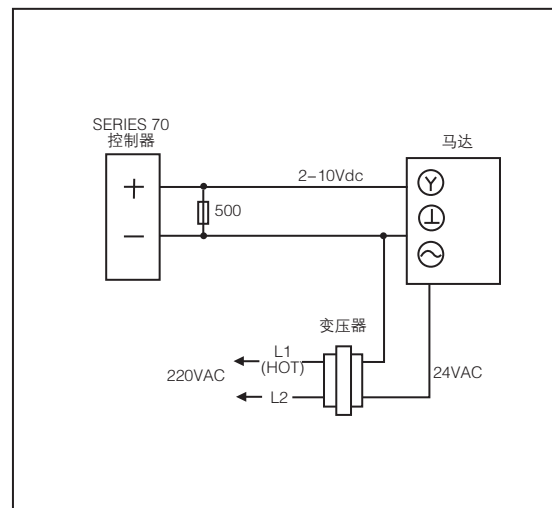 SERIES 70
控制器
马达
2-10Vdc
+
Y
500
⊥
−
~
变压器
L1
(HOT)
220VAC
24VAC
L2